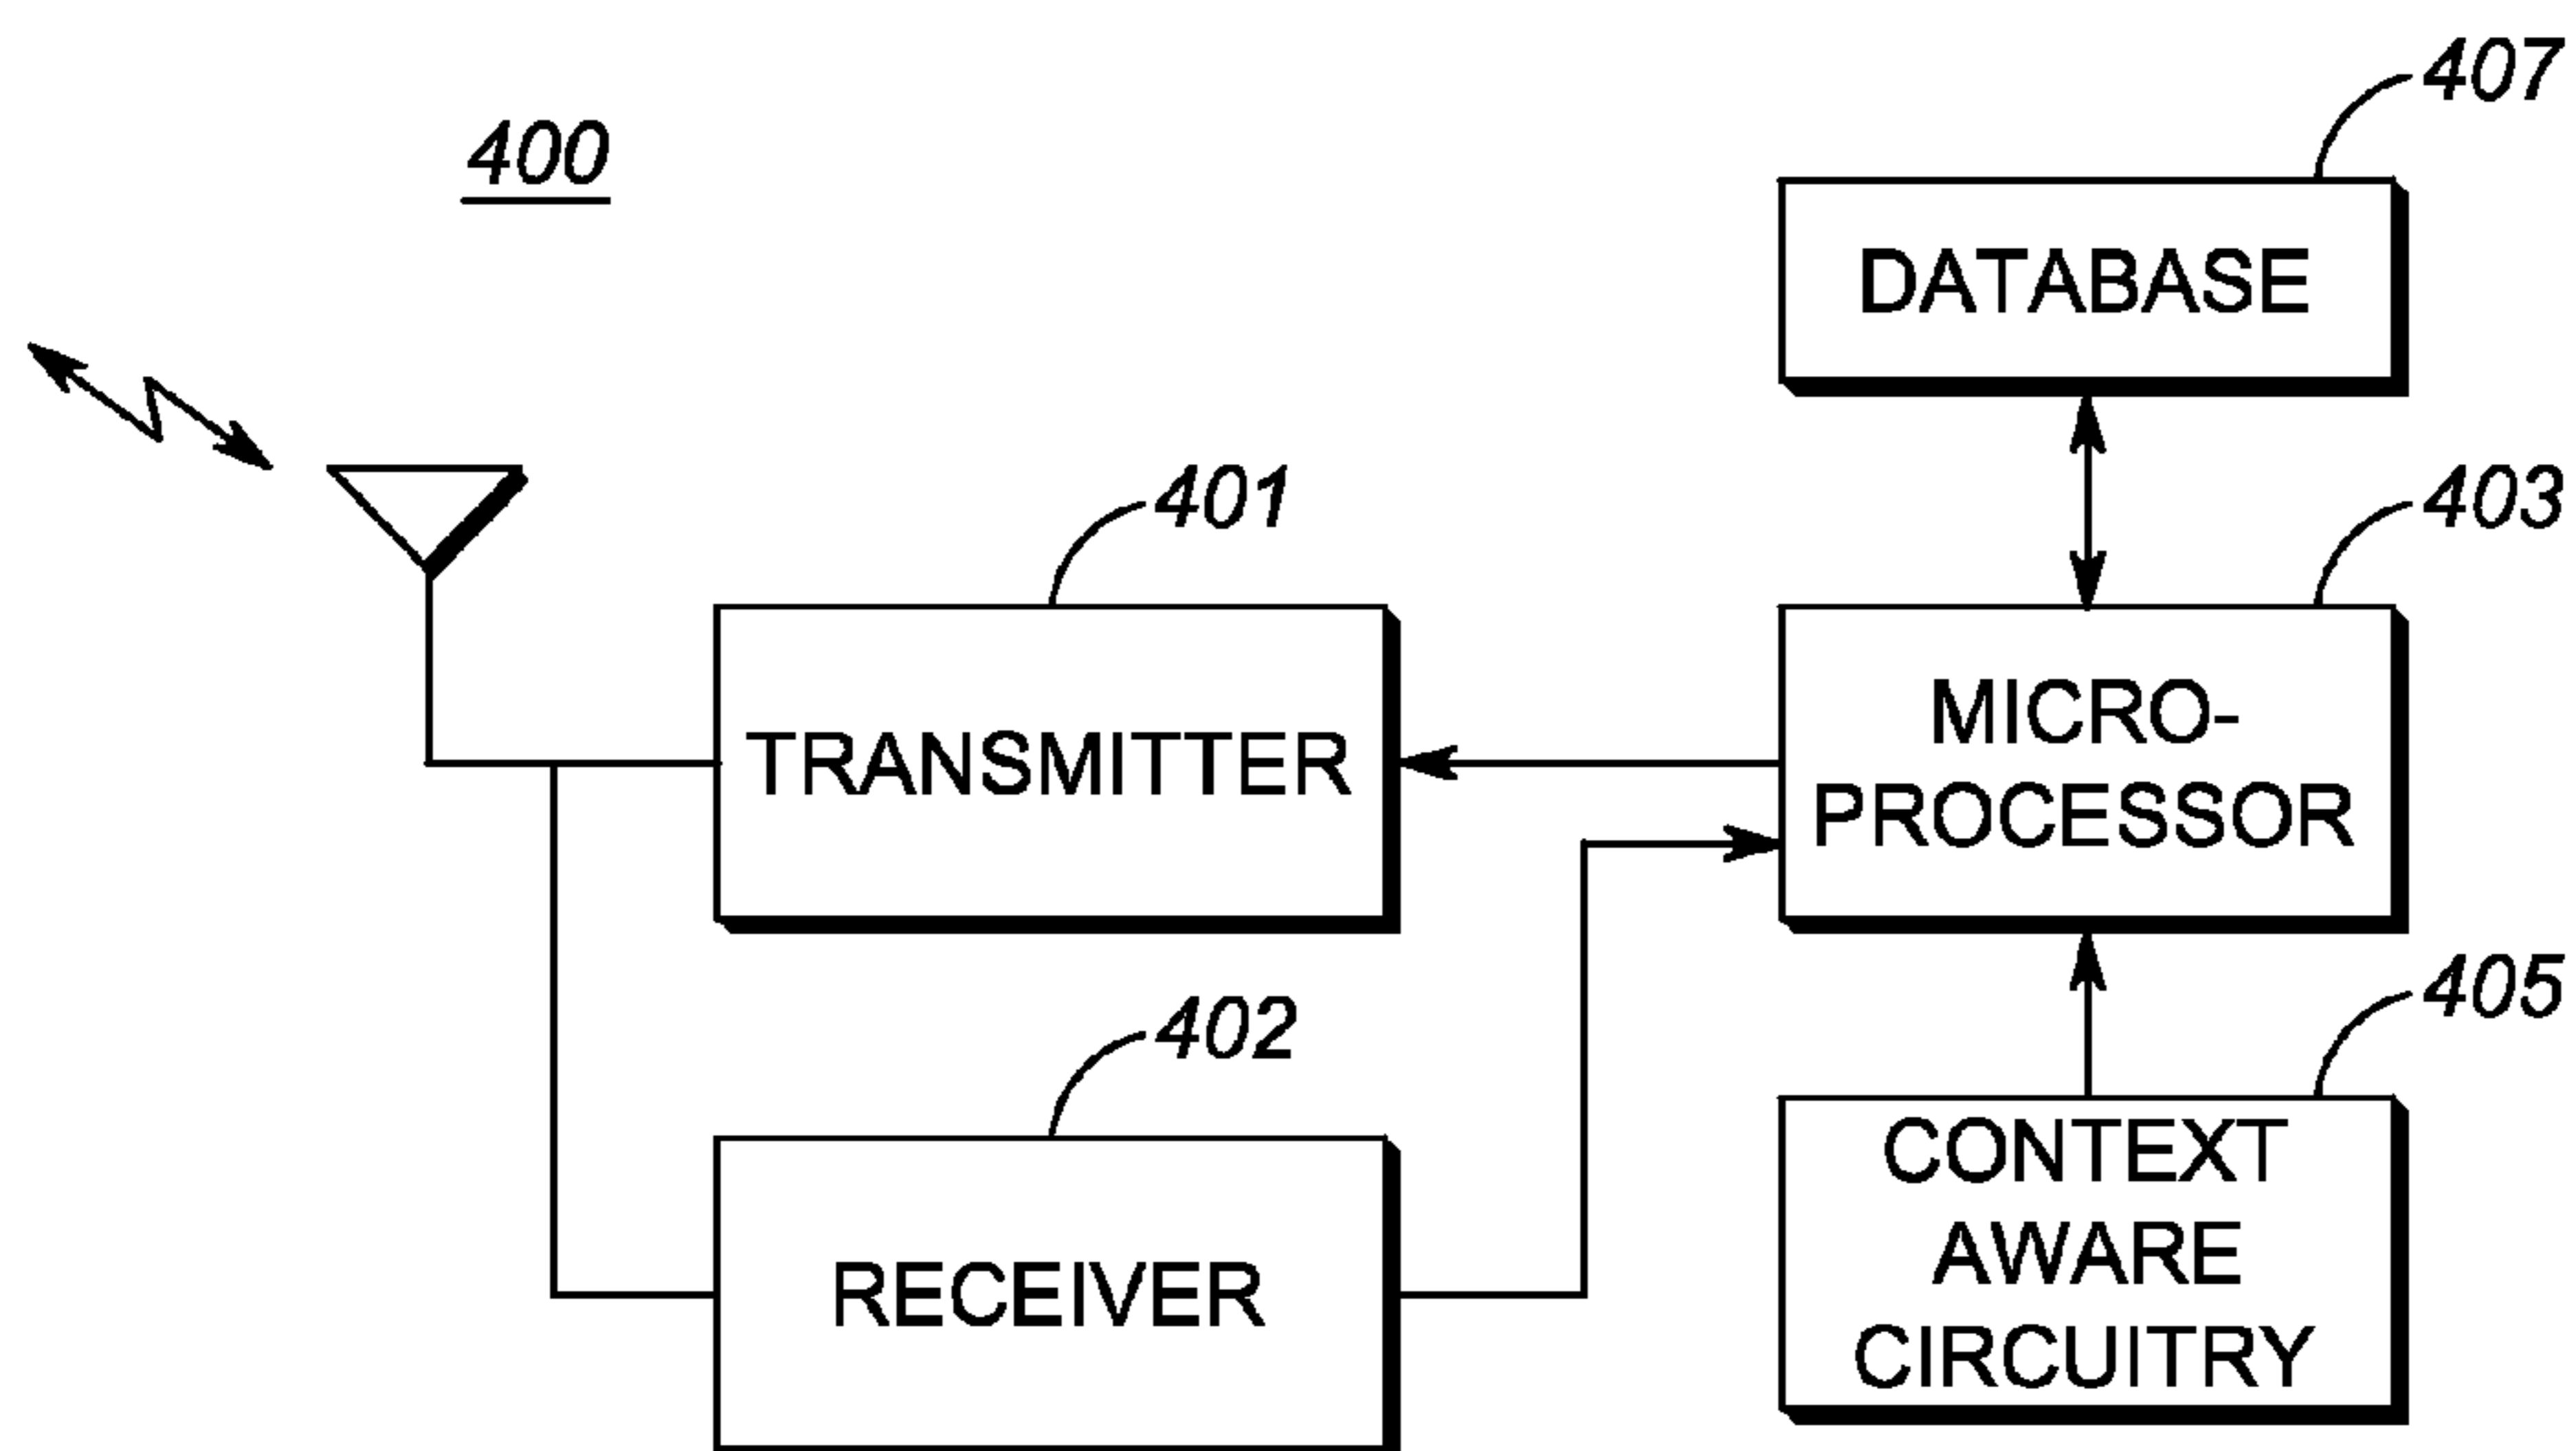 400
407
DATABASE
401
403
TRANSMITTER
MICRO-
PROCESSOR
402
405
RECEIVER
CONTEXT
AWARE
CIRCUITRY